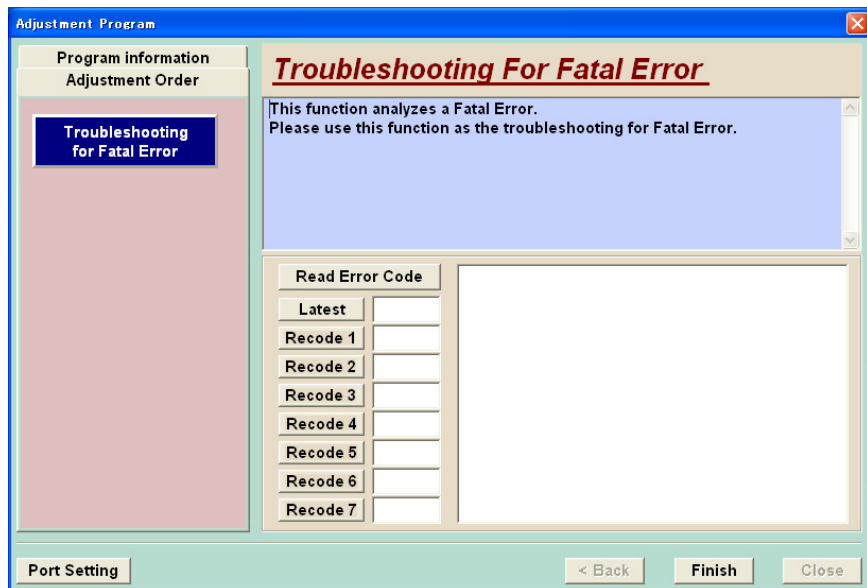 Adjustment Program
Program information
Adjustment Order
Troubleshooting
for Fatal Error
Troubleshooting For Fatal Error
This function analyzes a Fatal Error.
Please use this function as the troubleshooting for Fatal Error.
Read Error Code
Latest
Recode 1
Recode 2
Recode 3
Recode 4
Recode 5
Recode 6
Recode 7
Port Setting
< Back
Finish
Close